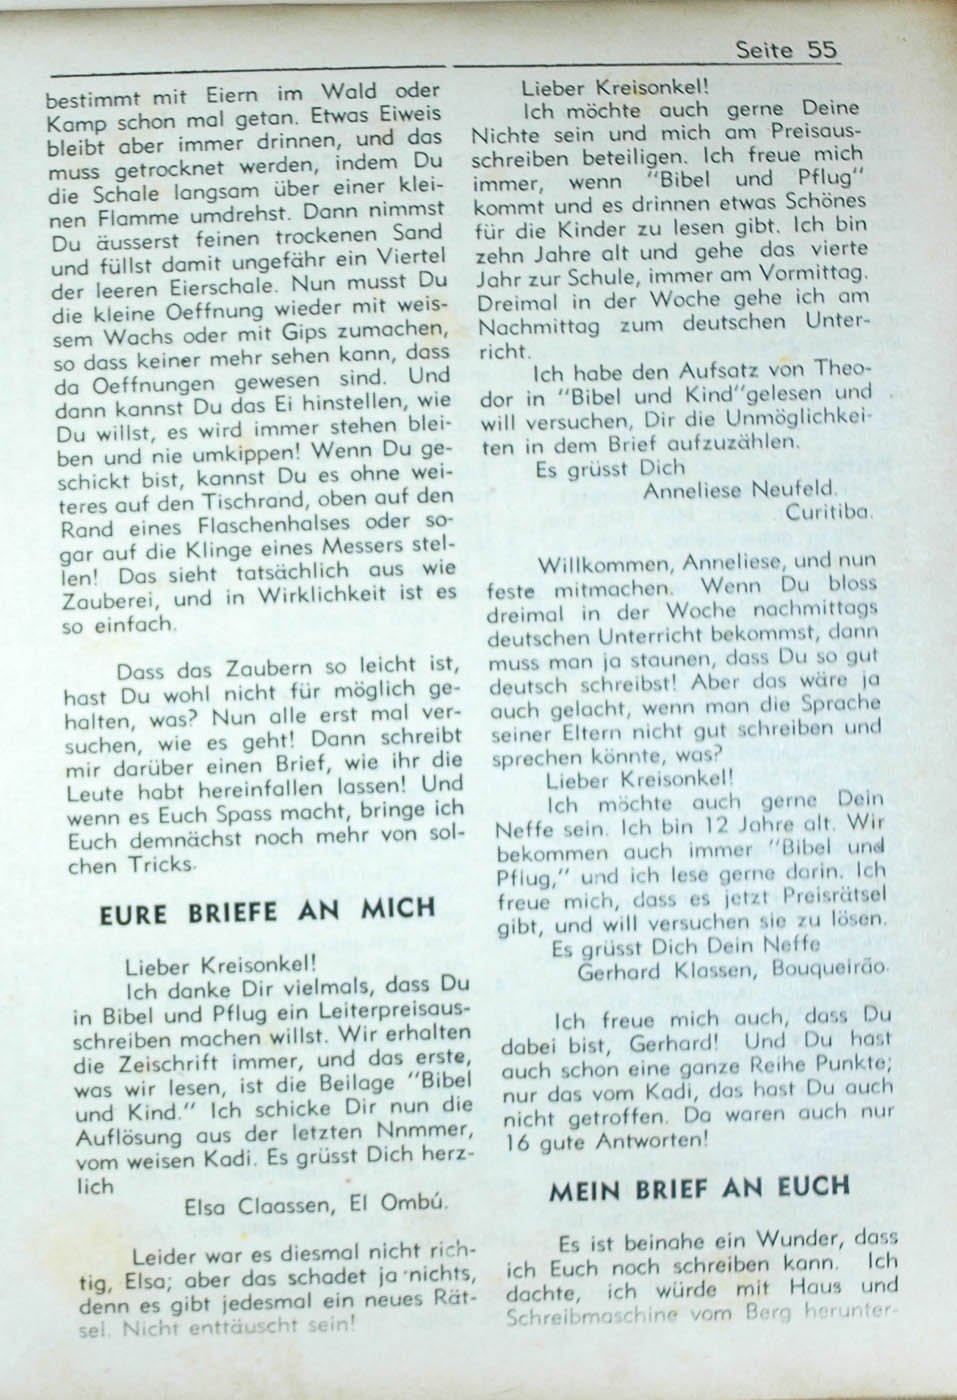 Seite 55
bestimmt mit Eiern im Wald oder
Kamp schon mal getan. Etwas Eiweis
bleibt aber immer drinnen, und das
muss getrocknet werden, indem Du
die Schale langsam über einer klei-
nen Flamme umdrehst. Dann nimmst
Du äusserst feinen trockenen Sand
und füllst damit ungefähr ein Viertel
der leeren Eierschale. Nun musst Du
die kleine Oeffnung wieder mit weis-
sem Wachs oder mit Gips zumachen,
so dass keiner mehr sehen kann, dass
da Oeffnungen gewesen sind. Und
dann kannst Du das Ei hinstellen, wie
Du willst, es wird immer stehen blei-
ben und nie umkippen! Wenn Du ge-
schickt bist, kannst Du es ohne wei-
teres auf den Tischrand, oben auf den
Rand eines Flaschenhalses oder so-
gar auf die Klinge eines Messers stel-
len! Das sieht tatsächlich aus wie
Zauberei, und in Wirklichkeit ist es
so einfach.
Dass das Zaubern so leicht ist,
hast Du wohl nicht für möglich ge-
halten, was? Nun alle erst mal ver-
suchen, wie es geht! Dann schreibt
mir darüber einen Brief, wie ihr die
Leute habt hereinfallen lassen! Und
wenn es Euch Spass macht, bringe ich
Euch demnächst noch mehr von sol-
chen Tricks.
EURE BRIEFE AN MICH
Lieber Kreisonkel!
Ich danke Dir vielmals, dass Du
in Bibel und Pflug ein Leiterpreisaus-
schreiben machen willst. Wir erhalten
die Zeischrift immer, und das erste,
was wir lesen, ist die Beilage "Bibel
und Kind." Ich schicke Dir nun die
Auflösung aus der letzten Nnmmer,
vom weisen Kadi. Es grüsst Dich herz-
lich
Elsa Claassen, El Ombú.
Leider war es diesmal nicht rich-
tig, Elsa; aber das schadet ja nichts,
denn es gibt jedesmal ein neues Rät-
sel. Nicht enttäuscht sein!
Lieber Kreisonkel!
Ich möchte auch gerne Deine
Nichte sein und mich am Preisaus-
schreiben beteiligen. Ich freue mich
immer, wenn "Bibel und Pflug"
kommt und es drinnen etwas Schönes
für die Kinder zu lesen gibt. Ich bin
zehn Jahre alt und gehe das vierte
Jahr zur Schule, immer am Vormittag.
Dreimal in der Woche gehe ich am
Nachmittag zum deutschen Unter-
richt.
Ich habe den Aufsatz von Theo-
dor in "Bibel und Kind"gelesen und
will versuchen, Dir die Unmöglichkei-
ten in dem Brief aufzuzählen.
Es grüsst Dich
Anneliese Neufeld.
Curitiba.
Willkommen, Anneliese, und nun
feste mitmachen. Wenn Du bloss
dreimal in der Woche nachmittags
deutschen Unterricht bekommst, dann
muss man ja staunen, dass Du so gut
deutsch schreibst! Aber das wäre ja
auch gelacht, wenn man die Sprache
seiner Eltern nicht gut schreiben und
sprechen könnte, was?
Lieber Kreisonkel!
Ich möchte auch gerne Dein
Neffe sein. Ich bin 12 Jahre alt. Wir
bekommen auch immer "Bibel und
Pflug," und ich lese gerne darin. Ich
freue mich, dass es jetzt Preisrätsel
gibt, und will versuchen sie zu lösen.
Es grüsst Dich Dein Neffe
Gerhard Klassen, Bouqueirão.
Ich freue mich auch, dass Du
dabei bist, Gerhard! Und Du hast
auch schon eine ganze Reihe Punkte;
nur das vom Kadi, das hast Du auch
nicht getroffen. Da waren auch nur
16 gute Antworten!
MEIN BRIEF AN EUCH
Es ist beinahe ein Wunder, dass
ich Euch noch schreiben kann. Ich
dachte, ich würde mit Haus und
Schreibmaschine vom Berg herunter-